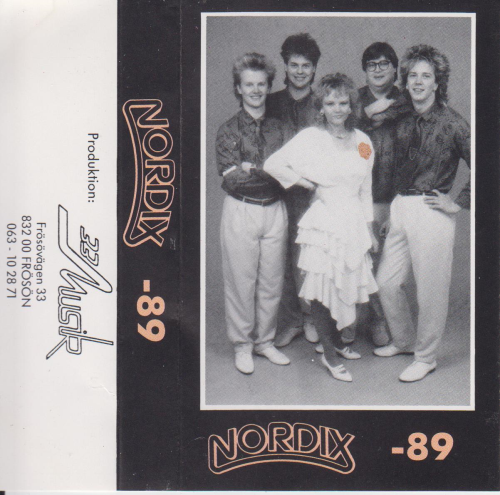 Produktion:
33 Musik
Frösövägen 33
832 00 FRÖSÖN
063 - 10 28 71
NORDIX -89
NORDIX -89